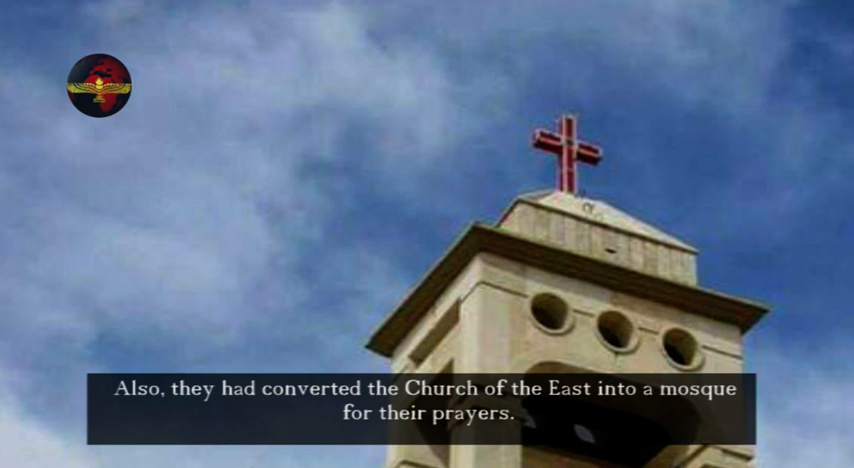 Also, they had converted the Church of the East into a mosque
for their prayers.